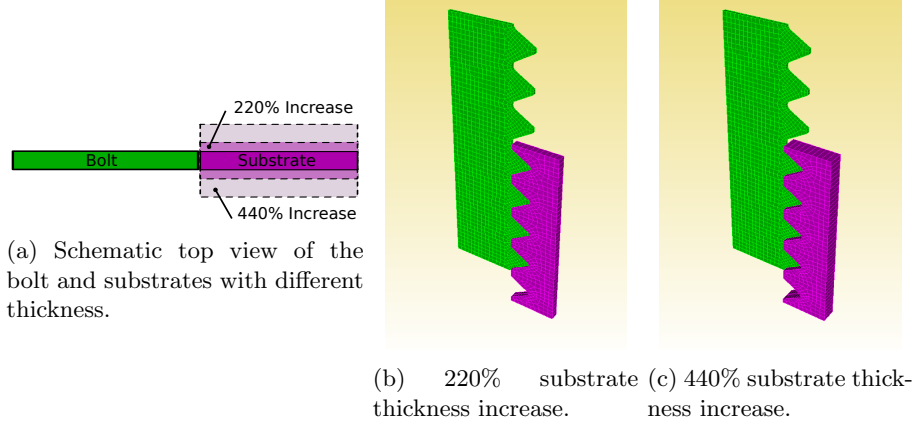 220% Increase
Bolt
Substrate
440% Increase
(a) Schematic top view of the
bolt and substrates with different
thickness.
(b) 220% substrate
thickness increase.
(c) 440% substrate thick-
ness increase.